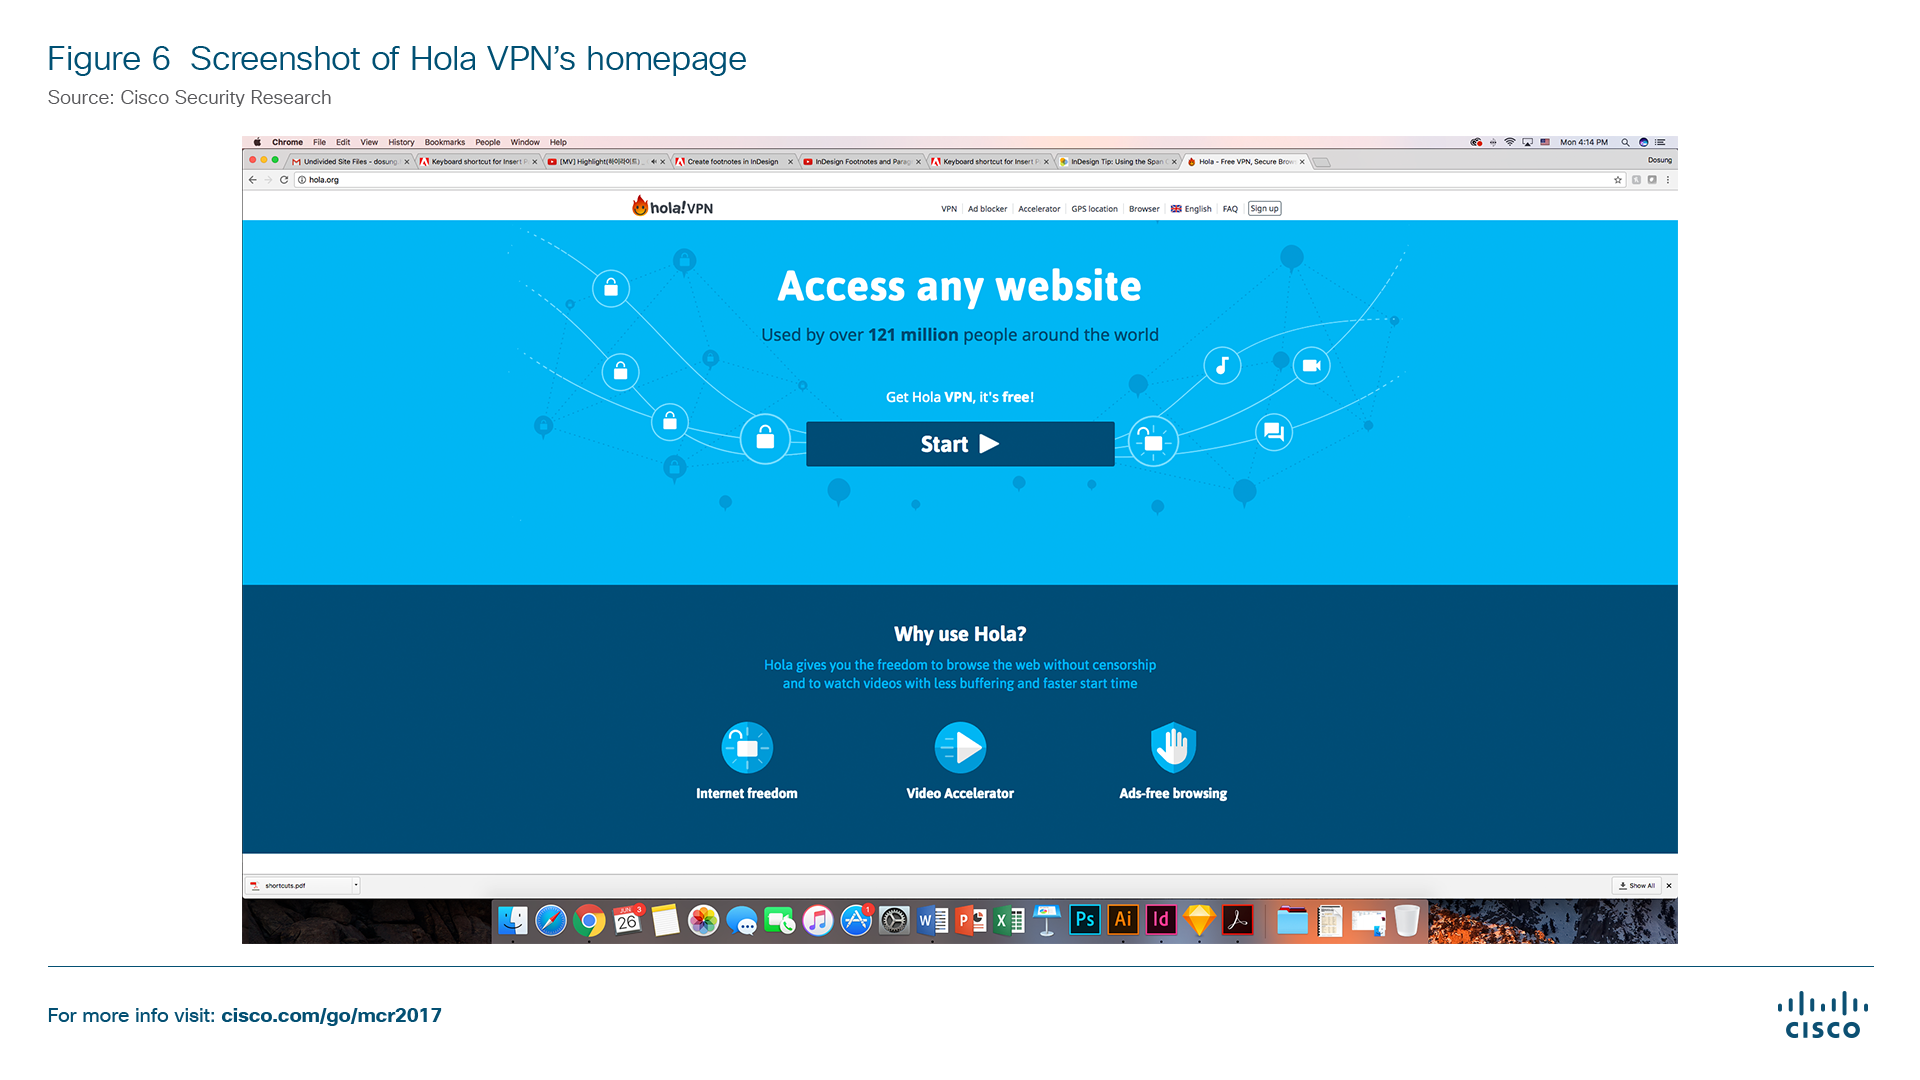 Figure 6 Screenshot of Hola VPN's homepage
Source: Cisco Security Research
Chrome File Edit View History Bookmarks People Window Help
Mon 4:14 PM
Undivided Site Files - dosung.
Keyboard shortcut for Insert P
[MV] Highlight(하이라이트)
Create footnotes in InDesign
InDesign Footnotes and Parag
Keyboard shortcut for Insert P
InDesign Tip: Using the Span
Hola - Free VPN, Secure Brow
Dosung
hola.org
hola!VPN
VPN Ad blocker Accelerator GPS location Browser English FAQ Sign up
Access any website
Used by over 121 million people around the world
Get Hola VPN, it's free!
Start
Why use Hola?
Hola gives you the freedom to browse the web without censorship
and to watch videos with less buffering and faster start time
Internet freedom Video Accelerator Ads-free browsing
shortcuts.pdf
Show All
JUN 3 1
26 W P X Ps Ai Id
For more info visit: cisco.com/go/mcr2017
CISCO